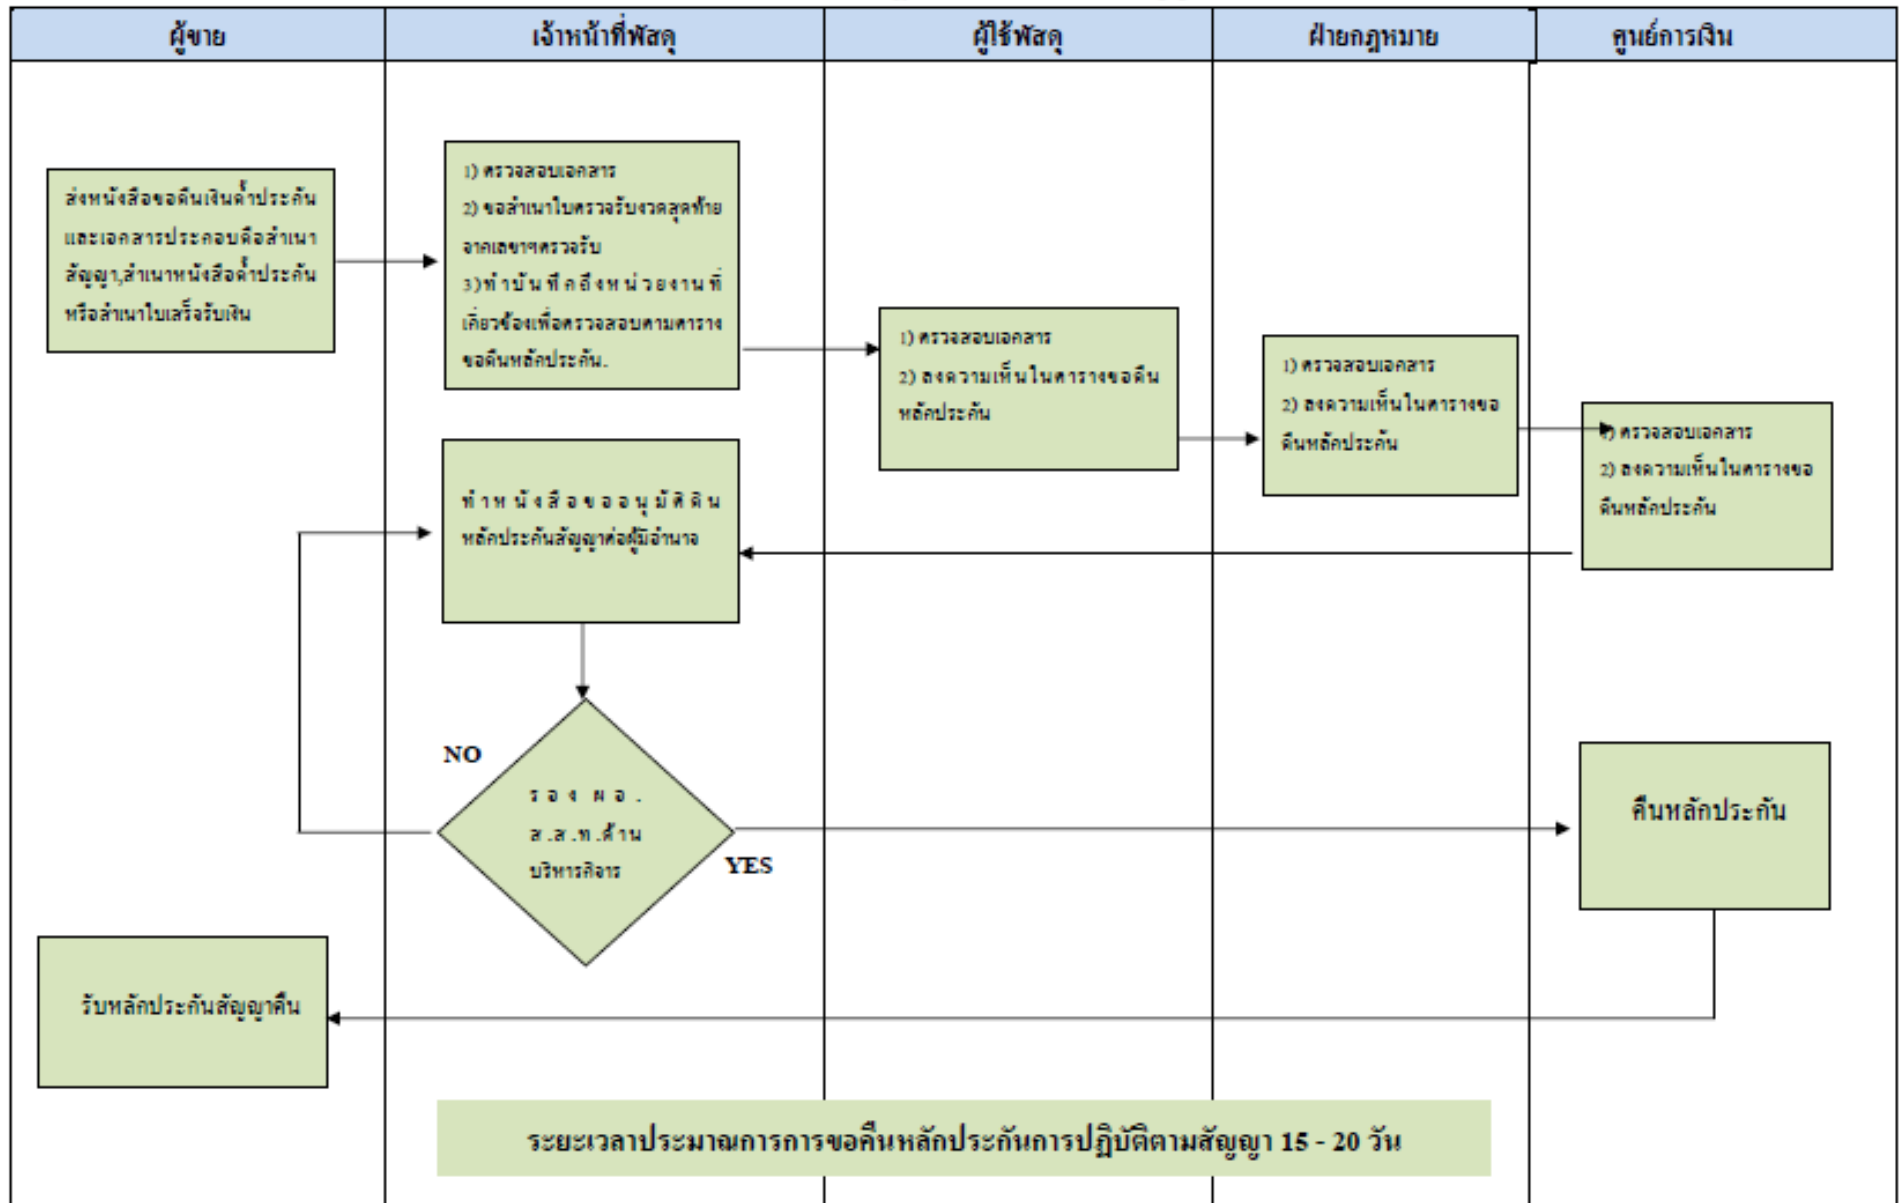 ผู้ขาย
เจ้าหน้าที่พัสดุ
ผู้ใช้พัสดุ
ฝ่ายกฎหมาย
ศูนย์การเงิน
ส่งหนังสือขอคืนเงินค้ำประกัน
และเอกสารประกอบคือสำเนา
สัญญา,สำเนาหนังสือค้ำประกัน
หรือสำเนาใบเสร็จรับเงิน
1) ตรวจสอบเอกสาร
2) ขอสำเนาใบตรวจรับงวดสุดท้าย
จากเลขาฯตรวจรับ
3)ทำบันทึกถึงหน่วยงานที่
เกี่ยวข้องเพื่อตรวจสอบตามตาราง
ขอคืนหลักประกัน.
1) ตรวจสอบเอกสาร
2) ลงความเห็นในตารางขอคืน
หลักประกัน
1) ตรวจสอบเอกสาร
2) ลงความเห็นในตารางขอ
คืนหลักประกัน
1) ตรวจสอบเอกสาร
2) ลงความเห็นในตารางขอ
คืนหลักประกัน
ทำหนังสือขออนุมัติคืน
หลักประกันสัญญาต่อผู้มีอำนาจ
NO
รอง ผอ.
ส.ส.ท.ด้าน
บริหารกิจการ
YES
คืนหลักประกัน
รับหลักประกันสัญญาคืน
ระยะเวลาประมาณการการขอคืนหลักประกันการปฏิบัติตามสัญญา 15 - 20 วัน